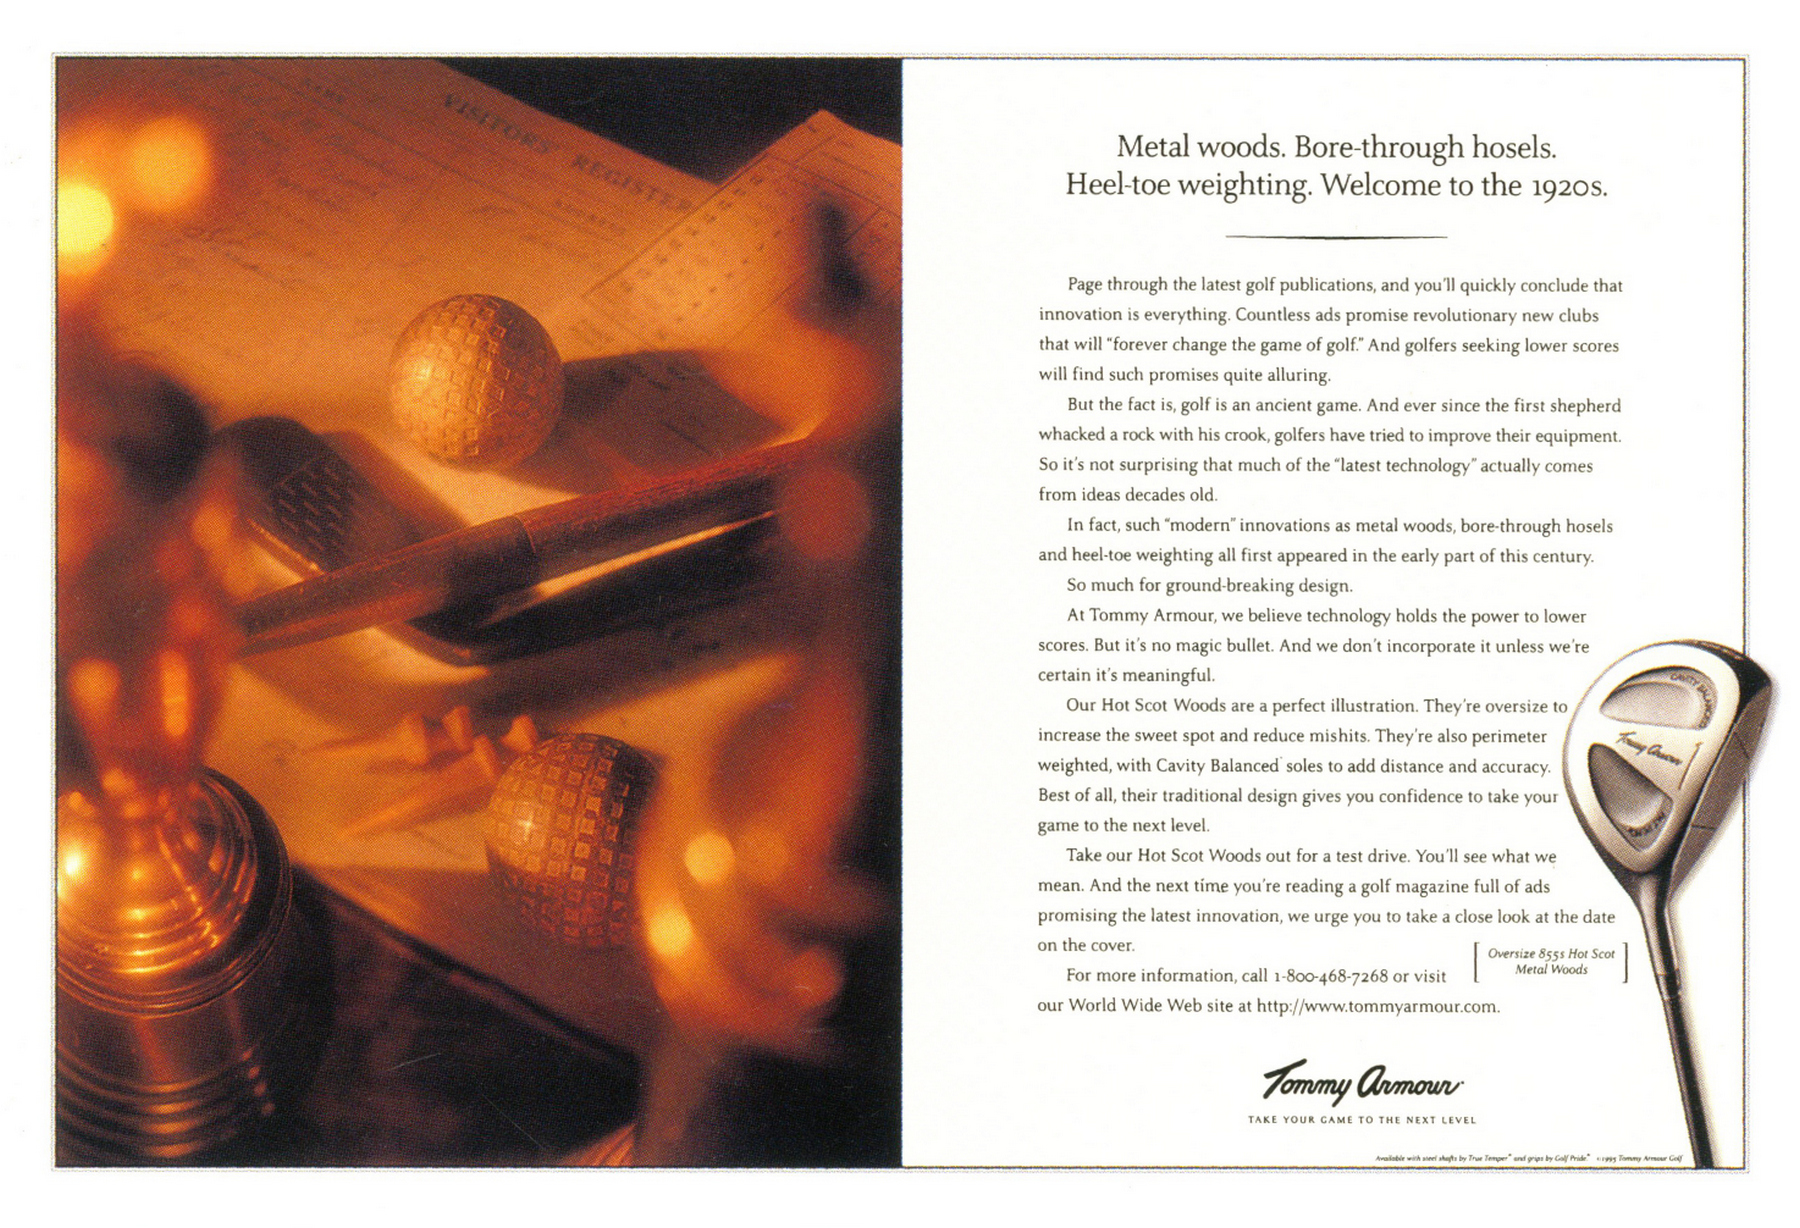 VISITORS' REGISTER
Metal woods. Bore-through hosels.
Heel-toe weighting. Welcome to the 1920s.
Page through the latest golf publications, and you'll quickly conclude that
innovation is everything. Countless ads promise revolutionary new clubs
that will "forever change the game of golf." And golfers seeking lower scores
will find such promises quite alluring.
But the fact is, golf is an ancient game. And ever since the first shepherd
whacked a rock with his crook, golfers have tried to improve their equipment.
So it's not surprising that much of the "latest technology" actually comes
from ideas decades old.
In fact, such "modern" innovations as metal woods, bore-through hosels
and heel-toe weighting all first appeared in the early part of this century.
So much for ground-breaking design.
At Tommy Armour, we believe technology holds the power to lower
scores. But it's no magic bullet. And we don't incorporate it unless we're
certain it's meaningful.
Our Hot Scot Woods are a perfect illustration. They're oversize to
increase the sweet spot and reduce mishits. They're also perimeter
weighted, with Cavity Balanced soles to add distance and accuracy.
Best of all, their traditional design gives you confidence to take your
game to the next level.
Take our Hot Scot Woods out for a test drive. You'll see what we
mean. And the next time you're reading a golf magazine full of ads
promising the latest innovation, we urge you to take a close look at the date
on the cover.
For more information, call 1-800-468-7268 or visit
our World Wide Web site at http://www.tommyarmour.com.
[Oversize 855s Hot Scot
Metal Woods]
CAVITY BALANCED
Tommy Armour
HOT SCOT
Tommy Armour
TAKE YOUR GAME TO THE NEXT LEVEL
Available with steel shafts by True Temper® and grips by Golf Pride® ©1995 Tommy Armour Golf